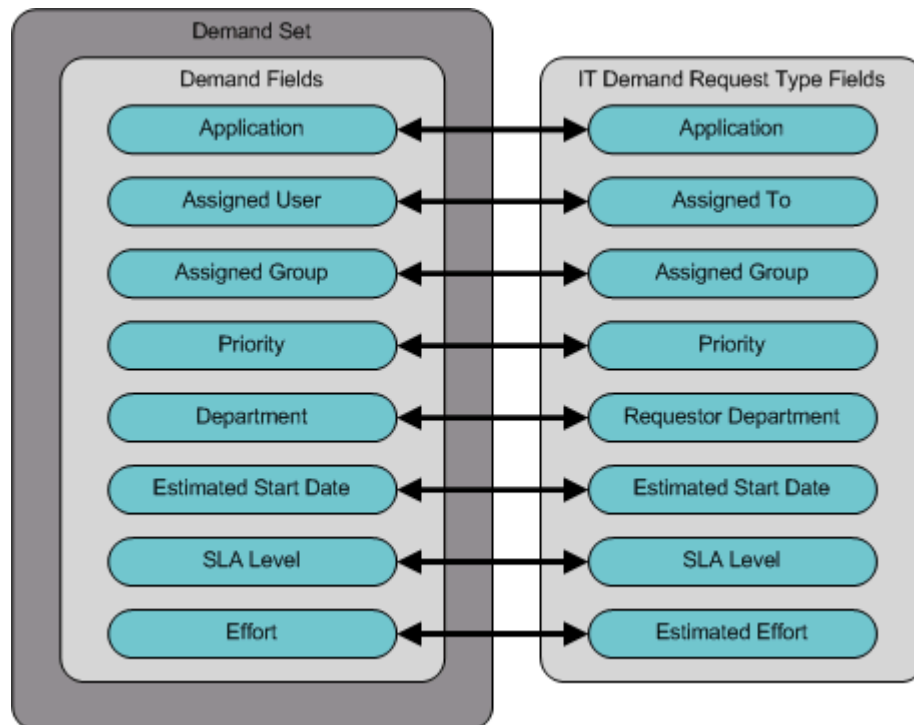 Demand Set
Demand Fields
IT Demand Request Type Fields
Application
Application
Assigned User
Assigned To
Assigned Group
Assigned Group
Priority
Priority
Department
Requestor Department
Estimated Start Date
Estimated Start Date
SLA Level
SLA Level
Effort
Estimated Effort